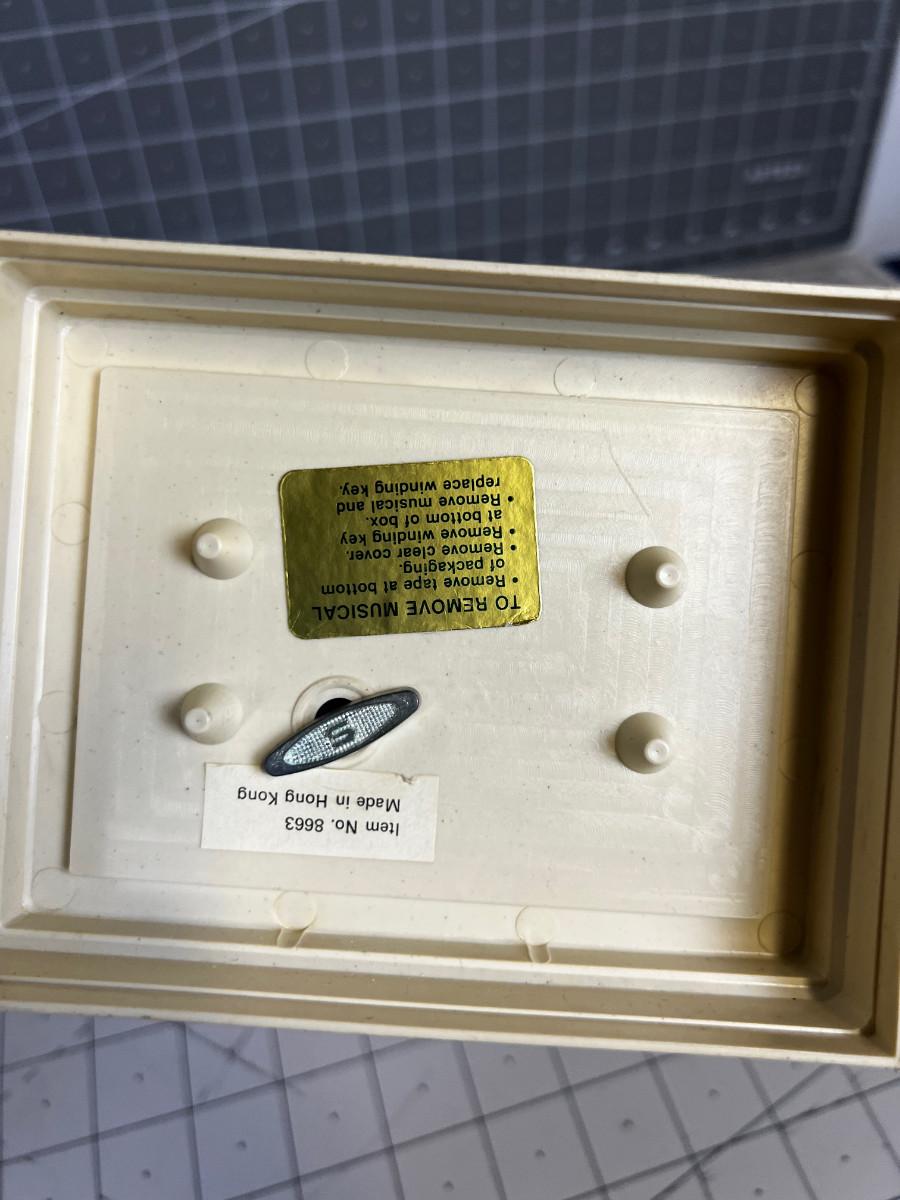 TO REMOVE MUSICAL
• Remove tape at bottom
of packaging.
• Remove clear cover.
• Remove winding key
at bottom of box.
• Remove musical and
replace winding key.
S
Item No. 8663
Made in Hong Kong